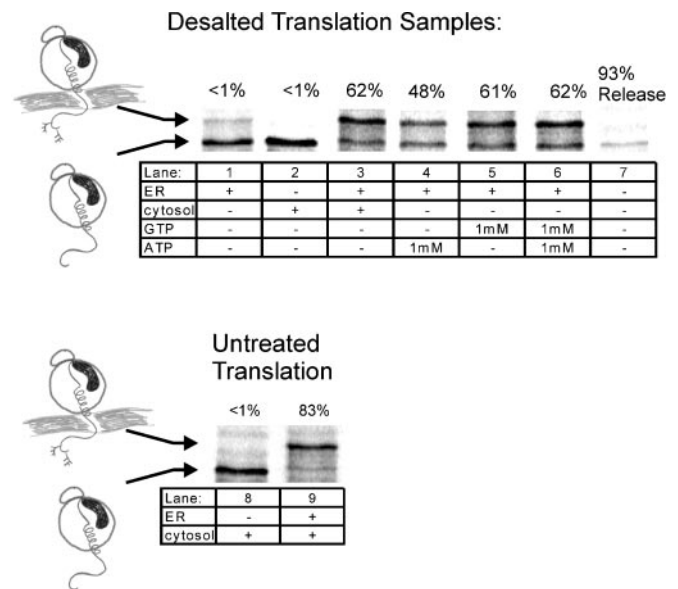 Desalted Translation Samples:
<1% <1% 62% 48% 61% 62% 93% Release
Lane: 1 2 3 4 5 6 7
ER + - + + + + -
cytosol - + + - - - -
GTP - - - - 1mM 1mM -
ATP - - - 1mM - 1mM -
Untreated
Translation
<1% 83%
Lane: 8 9
ER - +
cytosol + +